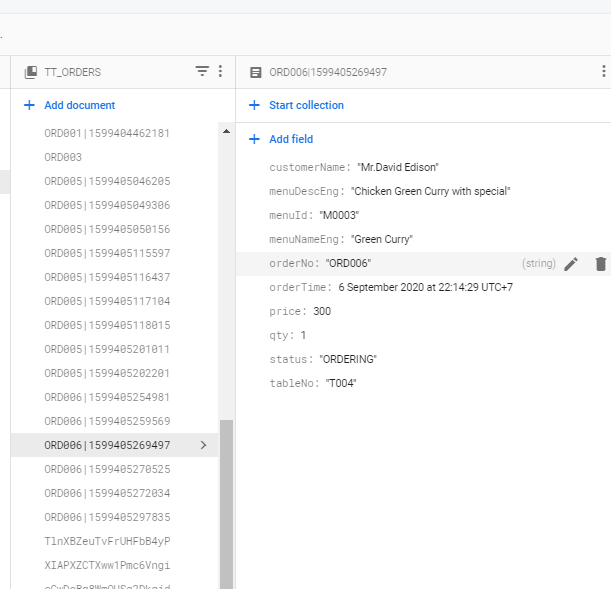 .
TT_ORDERS
Add document
ORD001|1599404462181
ORD003
ORD005|1599405046205
ORD005|1599405049306
ORD005|1599405050156
ORD005|1599405115597
ORD005|1599405116437
ORD005|1599405117104
ORD005|1599405118015
ORD005|1599405201011
ORD005|1599405202201
ORD006|1599405254981
ORD006|1599405259569
ORD006|1599405269497
ORD006|1599405270525
ORD006|1599405272034
ORD006|1599405297835
TlnXBZeuTvFrUHFbB4yP
XIAPXZCTXww1Pmc6Vngi
ORD006|1599405269497
Start collection
Add field
customerName: "Mr.David Edison"
menuDescEng: "Chicken Green Curry with special"
menuId: "M0003"
menuNameEng: "Green Curry"
orderNo: "ORD006" (string)
orderTime: 6 September 2020 at 22:14:29 UTC+7
price: 300
qty: 1
status: "ORDERING"
tableNo: "T004"